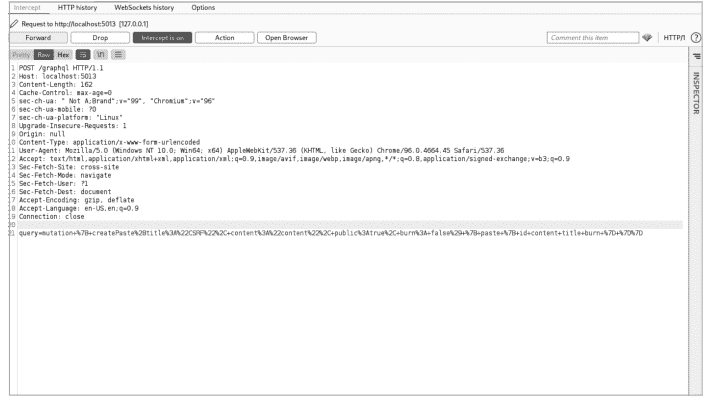 Intercept HTTP history WebSockets history Options
Request to http://localhost:5013 [127.0.0.1]
Forward Drop Intercept is on Action Open Browser Comment this item HTTP/1 ?
Pretty Raw Hex \n
1 POST /graphql HTTP/1.1
2 Host: localhost:5013
3 Content-Length: 162
4 Cache-Control: max-age=0
5 sec-ch-ua: " Not A;Brand";v="99", "Chromium";v="96"
6 sec-ch-ua-mobile: ?0
7 sec-ch-ua-platform: "Linux"
8 Upgrade-Insecure-Requests: 1
9 Origin: null
10 Content-Type: application/x-www-form-urlencoded
11 User-Agent: Mozilla/5.0 (Windows NT 10.0; Win64; x64) AppleWebKit/537.36 (KHTML, like Gecko) Chrome/96.0.4664.45 Safari/537.36
12 Accept: text/html,application/xhtml+xml,application/xml;q=0.9,image/avif,image/webp,image/apng,*/*;q=0.8,application/signed-exchange;v=b3;q=0.9
13 Sec-Fetch-Site: cross-site
14 Sec-Fetch-Mode: navigate
15 Sec-Fetch-User: ?1
16 Sec-Fetch-Dest: document
17 Accept-Encoding: gzip, deflate
18 Accept-Language: en-US,en;q=0.9
19 Connection: close
20
21 query=mutation+%7B+createPaste%2Btitle%3A%22CSRF%22%2C+content%3A%22content%22%2C+public%3Atrue%2C+burn%3A+false%29+%7B+paste+%7B+id+content+title+burn+%7D+%7D%7D
INSPECTOR